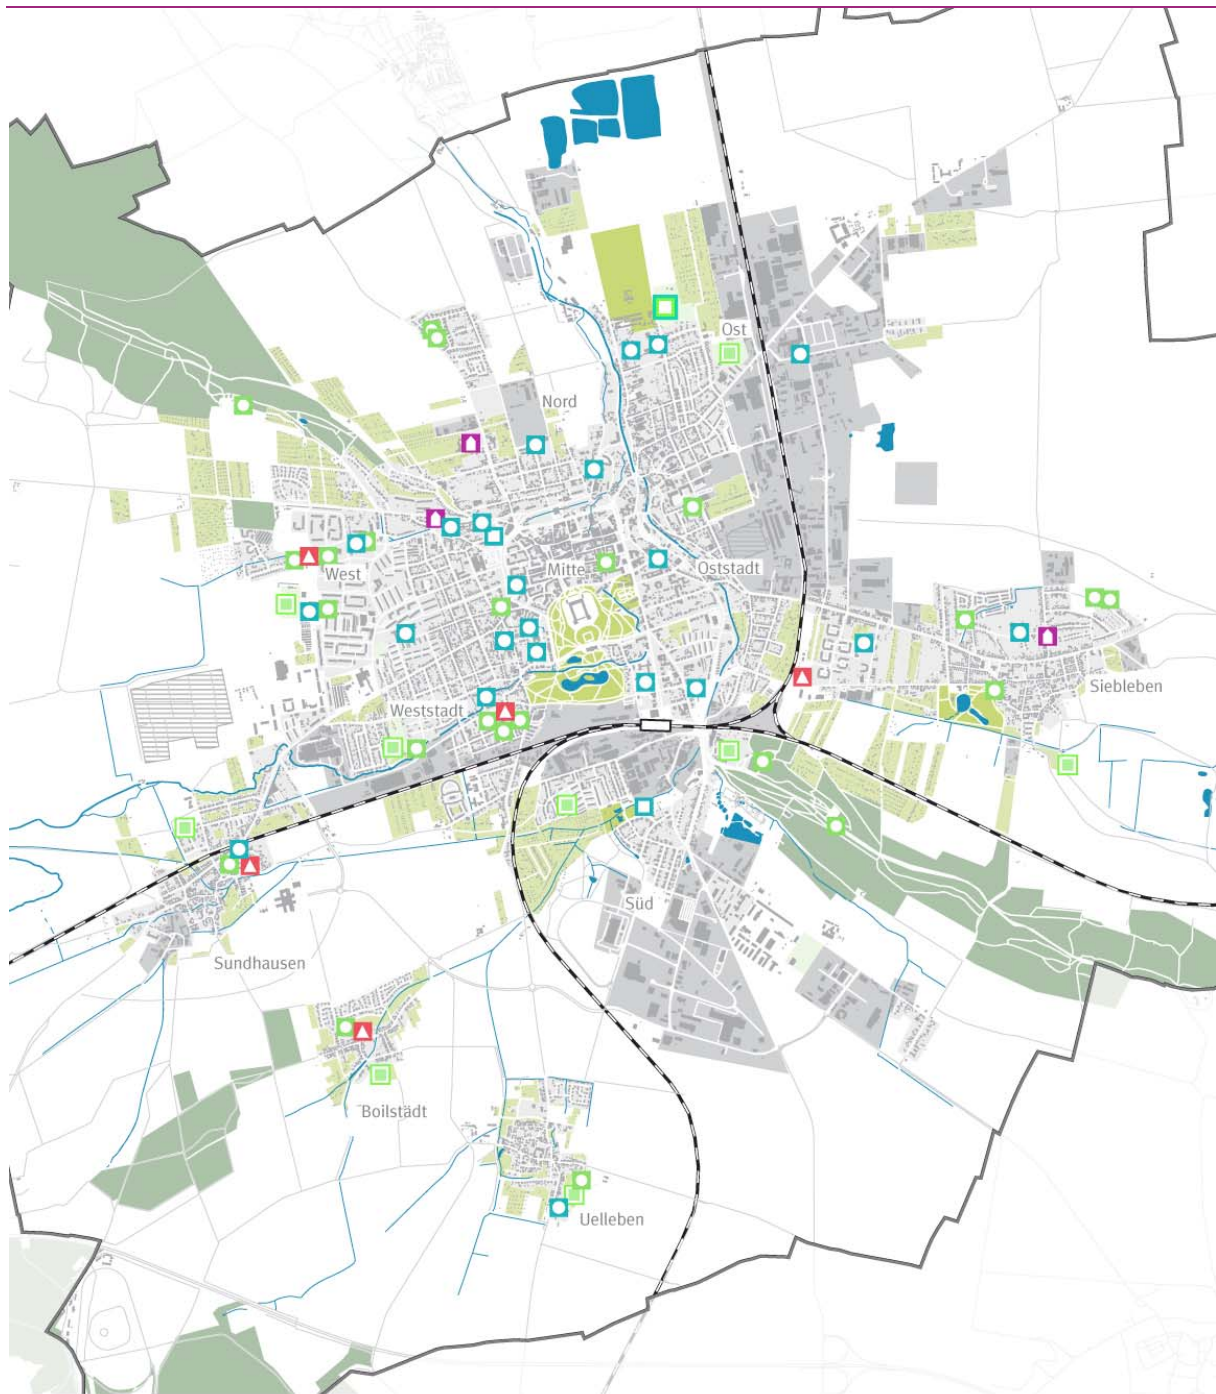 Ost
Nord
West
Mitte
Oststadt
Siebleben
Weststadt
Süd
Sundhausen
Boilstädt
Uelleben